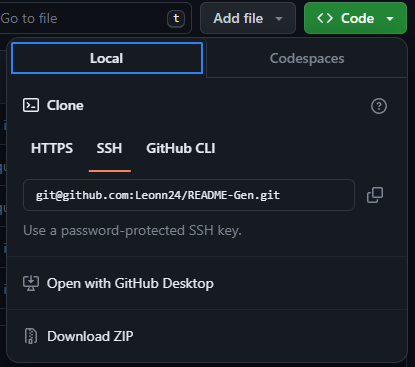 Go to file t Add file Code
Local Codespaces
Clone
HTTPS SSH GitHub CLI
git@github.com:Leonn24/README-Gen.git
Use a password-protected SSH key.
Open with GitHub Desktop
Download ZIP